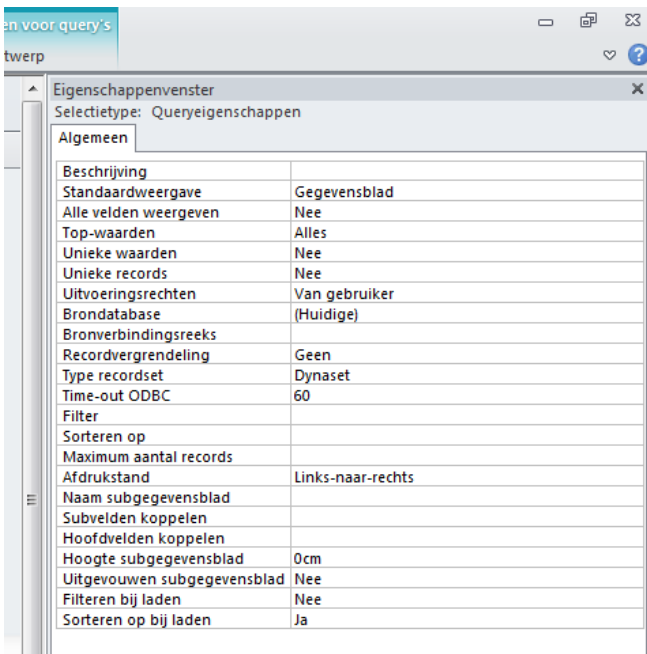 en voor query's
twerp
Eigenschappenvenster
Selectietype: Queryeigenschappen
Algemeen
Beschrijving
Standaardweergave Gegevensblad
Alle velden weergeven Nee
Top-waarden Alles
Unieke waarden Nee
Unieke records Nee
Uitvoeringsrechten Van gebruiker
Brondatabase (Huidige)
Bronverbindingsreeks
Recordvergrendeling Geen
Type recordset Dynaset
Time-out ODBC 60
Filter
Sorteren op
Maximum aantal records
Afdrukstand Links-naar-rechts
Naam subgegevensblad
Subvelden koppelen
Hoofdvelden koppelen
Hoogte subgegevensblad 0cm
Uitgevouwen subgegevensblad Nee
Filteren bij laden Nee
Sorteren op bij laden Ja